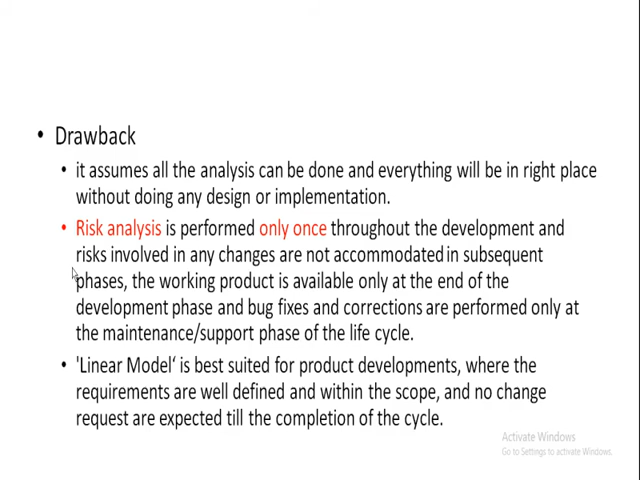 • Drawback
• it assumes all the analysis can be done and everything will be in right place
without doing any design or implementation.
• Risk analysis is performed only once throughout the development and
risks involved in any changes are not accommodated in subsequent
phases, the working product is available only at the end of the
development phase and bug fixes and corrections are performed only at
the maintenance/support phase of the life cycle.
• 'Linear Model‘ is best suited for product developments, where the
requirements are well defined and within the scope, and no change
request are expected till the completion of the cycle.
Activate Windows
Go to Settings to activate Windows.